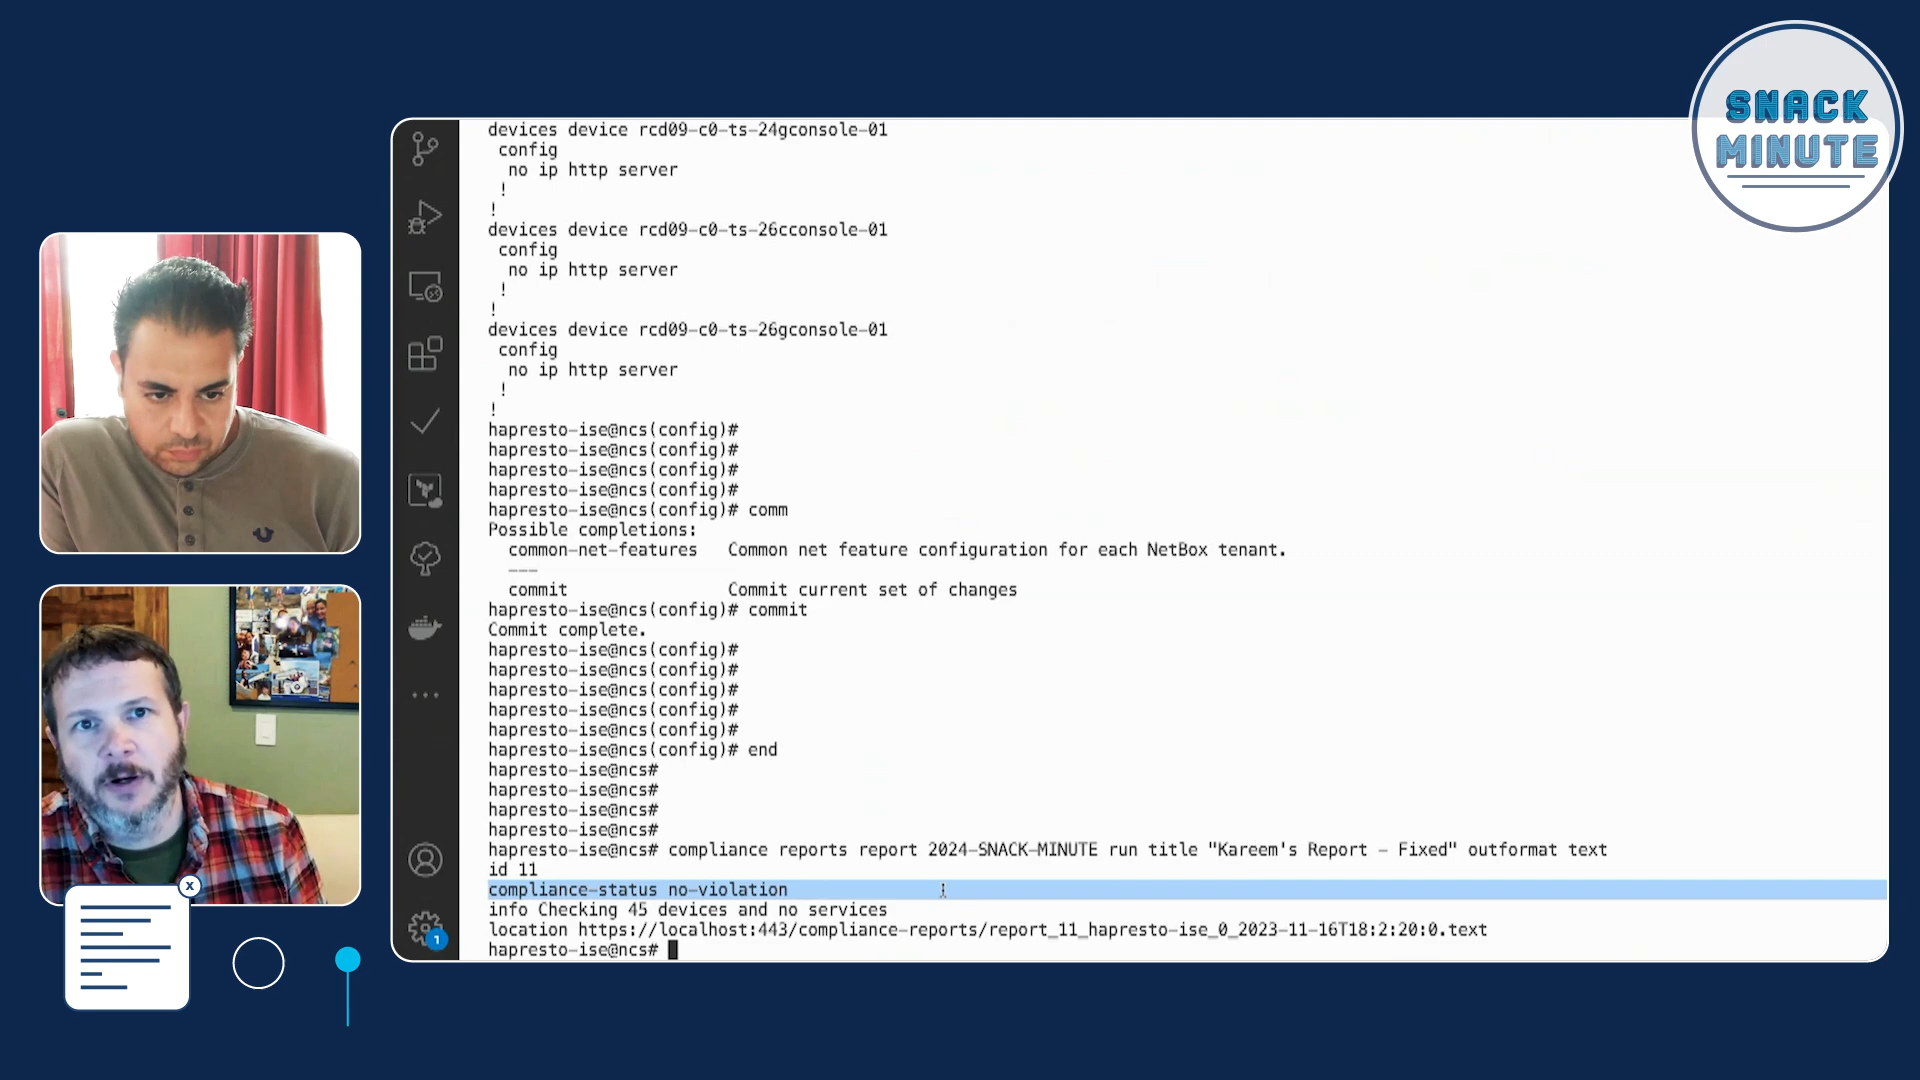 SNACK
MINUTE
devices device rcd09-c0-ts-24gconsole-01
config
no ip http server
!
!
devices device rcd09-c0-ts-26cconsole-01
config
no ip http server
!
!
devices device rcd09-c0-ts-26gconsole-01
config
no ip http server
!
!
hapresto-ise@ncs(config)#
hapresto-ise@ncs(config)#
hapresto-ise@ncs(config)#
hapresto-ise@ncs(config)#
hapresto-ise@ncs(config)# comm
Possible completions:
common-net-features   Common net feature configuration for each NetBox tenant.
---
commit   Commit current set of changes
hapresto-ise@ncs(config)# commit
Commit complete.
hapresto-ise@ncs(config)#
hapresto-ise@ncs(config)#
hapresto-ise@ncs(config)#
hapresto-ise@ncs(config)#
hapresto-ise@ncs(config)#
hapresto-ise@ncs(config)# end
hapresto-ise@ncs#
hapresto-ise@ncs#
hapresto-ise@ncs#
hapresto-ise@ncs#
hapresto-ise@ncs# compliance reports report 2024-SNACK-MINUTE run title "Kareem's Report - Fixed" outformat text
id 11
compliance-status no-violation
info Checking 45 devices and no services
location https://localhost:443/compliance-reports/report_11_hapresto-ise_0_2023-11-16T18:2:20:0.text
hapresto-ise@ncs#
1
x